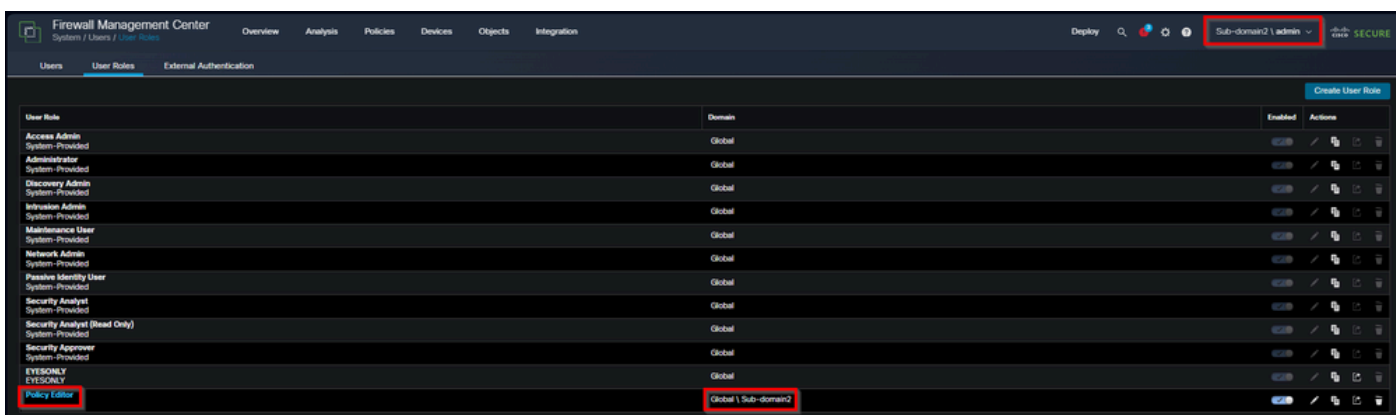 Firewall Management Center
System / Users / User Roles
Overview
Analysis
Policies
Devices
Objects
Integration
Deploy
Sub-domain2 \ admin
cisco SECURE
Users
User Roles
External Authentication
Create User Role
User Role
Domain
Enabled
Actions
Access Admin
System-Provided
Global
Administrator
System-Provided
Global
Discovery Admin
System-Provided
Global
Intrusion Admin
System-Provided
Global
Maintenance User
System-Provided
Global
Network Admin
System-Provided
Global
Passive Identity User
System-Provided
Global
Security Analyst
System-Provided
Global
Security Analyst (Read Only)
System-Provided
Global
Security Approver
System-Provided
Global
EYESONLY
EYESONLY
Global
Policy Editor
Global \ Sub-domain2